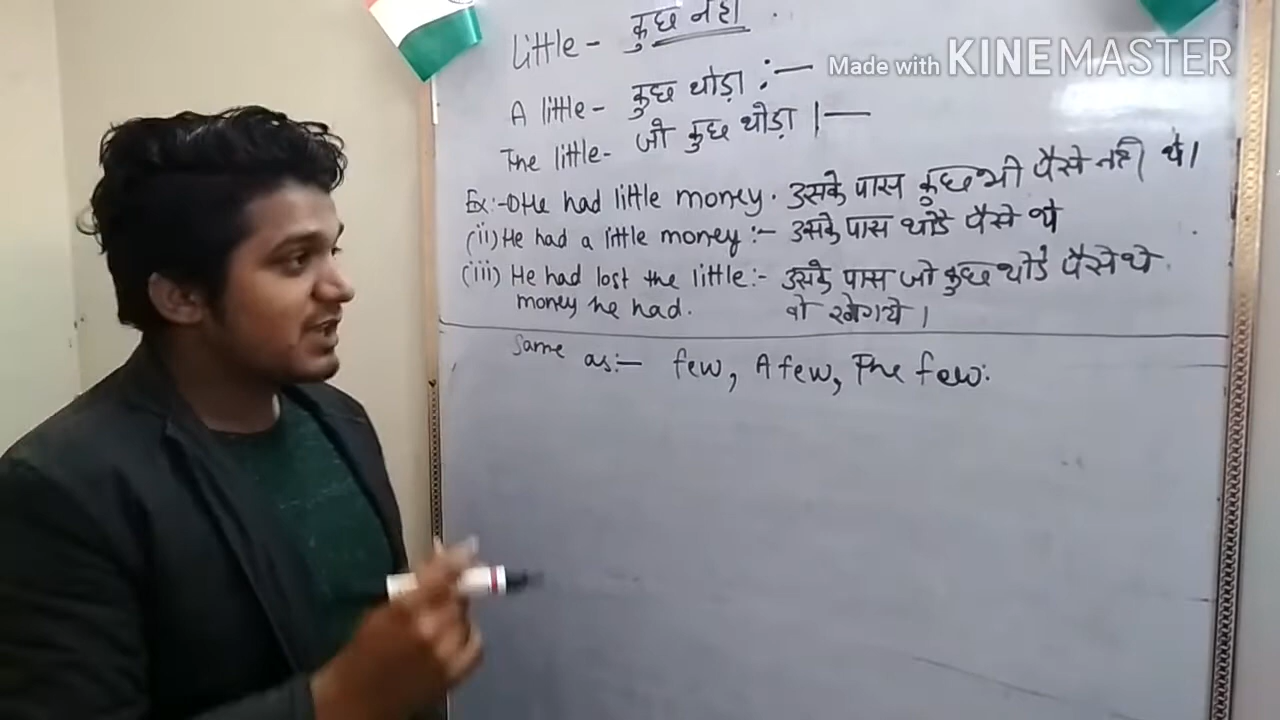 Little- कुछ नहीं
Made with KINEMASTER
A little- कुछ थोड़ा :—
The little- जो कुछ थोड़ा |—
Ex:-① He had little money. उसके पास कुछ भी पैसे नहीं थे।
(ii) He had a little money:- उसके पास थोडे पैसे थे
(iii) He had lost the little:- उसके पास जो कुछ थोडे पैसे थे
money he had. वो खो गये।
Same as:— few, A few, The few: